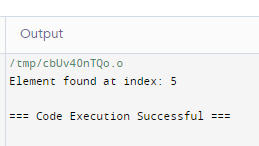 Output
/tmp/cbUv40nTQo.o
Element found at index: 5
=== Code Execution Successful ===